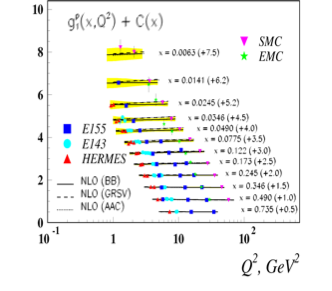 10
g₁ᵖ(x,Q²) + C(x)
SMC
EMC
8
x = 0.0063 (+7.5)
x = 0.0141 (+6.2)
6
x = 0.0245 (+5.2)
x = 0.0346 (+4.5)
x = 0.0490 (+4.0)
4
E155
E143
HERMES
x = 0.0775 (+3.5)
x = 0.122 (+3.0)
x = 0.173 (+2.5)
2
NLO (BB)
NLO (GRSV)
NLO (AAC)
x = 0.245 (+2.0)
x = 0.346 (+1.5)
x = 0.490 (+1.0)
x = 0.735 (+0.5)
0
10⁻¹ 1 10 10²
Q², GeV²